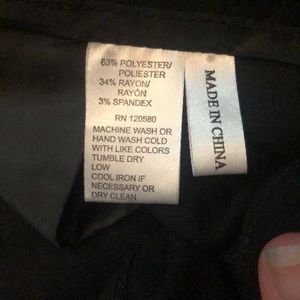 63% POLYESTER/
POLIESTER
34% RAYON/
RAYÓN
3% SPANDEX
RN 120580
MACHINE WASH OR
HAND WASH COLD
WITH LIKE COLORS
TUMBLE DRY
LOW
COOL IRON IF
NECESSARY OR
DRY CLEAN
MADE IN CHINA